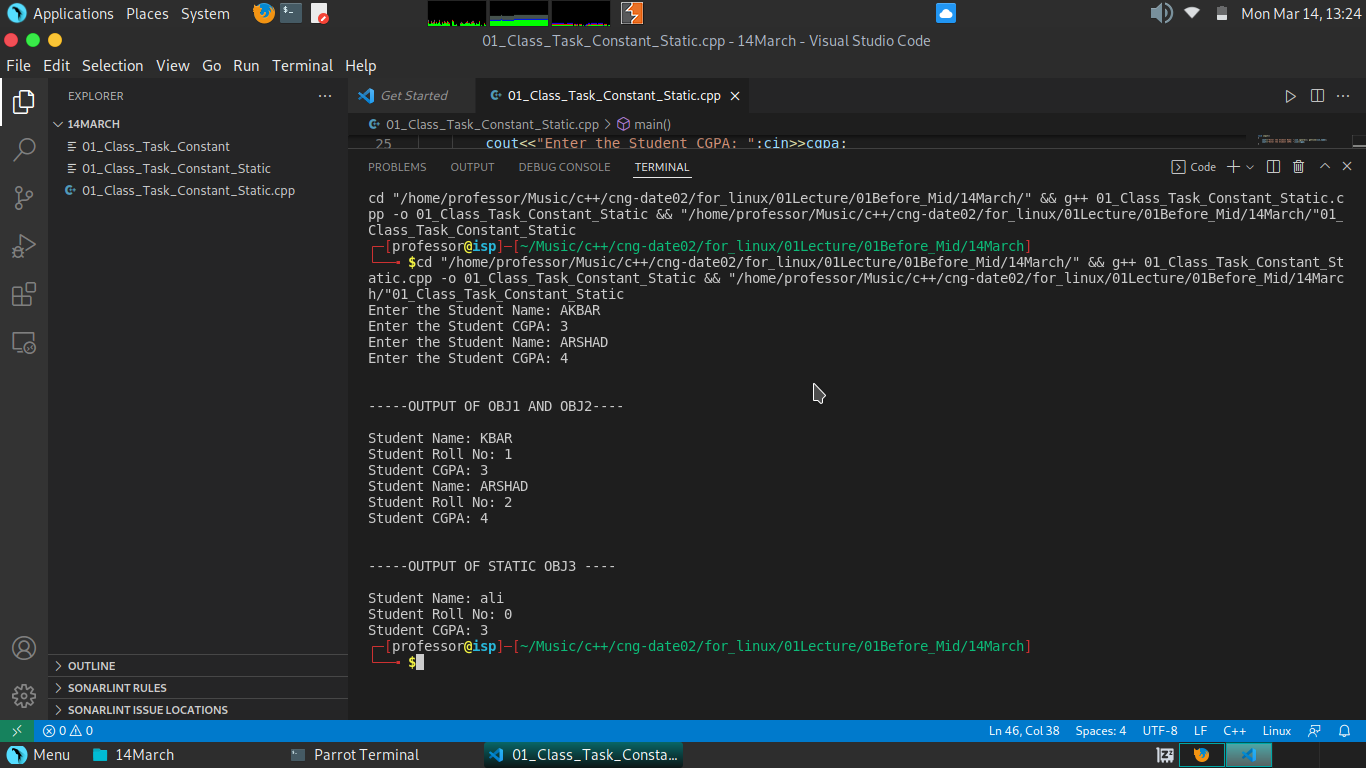 Applications Places System
Mon Mar 14, 13:24
01_Class_Task_Constant_Static.cpp - 14March - Visual Studio Code
File Edit Selection View Go Run Terminal Help
EXPLORER
14MARCH
01_Class_Task_Constant
01_Class_Task_Constant_Static
01_Class_Task_Constant_Static.cpp
OUTLINE
SONARLINT RULES
SONARLINT ISSUE LOCATIONS
Get Started
01_Class_Task_Constant_Static.cpp
01_Class_Task_Constant_Static.cpp > main()
25 cout<<"Enter the Student CGPA: ";cin>>cgpa;
PROBLEMS OUTPUT DEBUG CONSOLE TERMINAL
Code
cd "/home/professor/Music/c++/cng-date02/for_linux/01Lecture/01Before_Mid/14March/" && g++ 01_Class_Task_Constant_Static.c
pp -o 01_Class_Task_Constant_Static && "/home/professor/Music/c++/cng-date02/for_linux/01Lecture/01Before_Mid/14March/"01_
Class_Task_Constant_Static
┌─[professor@isp]─[~/Music/c++/cng-date02/for_linux/01Lecture/01Before_Mid/14March]
└──╼ $cd "/home/professor/Music/c++/cng-date02/for_linux/01Lecture/01Before_Mid/14March/" && g++ 01_Class_Task_Constant_St
atic.cpp -o 01_Class_Task_Constant_Static && "/home/professor/Music/c++/cng-date02/for_linux/01Lecture/01Before_Mid/14Marc
h/"01_Class_Task_Constant_Static
Enter the Student Name: AKBAR
Enter the Student CGPA: 3
Enter the Student Name: ARSHAD
Enter the Student CGPA: 4
-----OUTPUT OF OBJ1 AND OBJ2----
Student Name: KBAR
Student Roll No: 1
Student CGPA: 3
Student Name: ARSHAD
Student Roll No: 2
Student CGPA: 4
-----OUTPUT OF STATIC OBJ3 ----
Student Name: ali
Student Roll No: 0
Student CGPA: 3
┌─[professor@isp]─[~/Music/c++/cng-date02/for_linux/01Lecture/01Before_Mid/14March]
└──╼ $
0 0
Ln 46, Col 38 Spaces: 4 UTF-8 LF C++ Linux
Menu 14March Parrot Terminal 01_Class_Task_Consta...